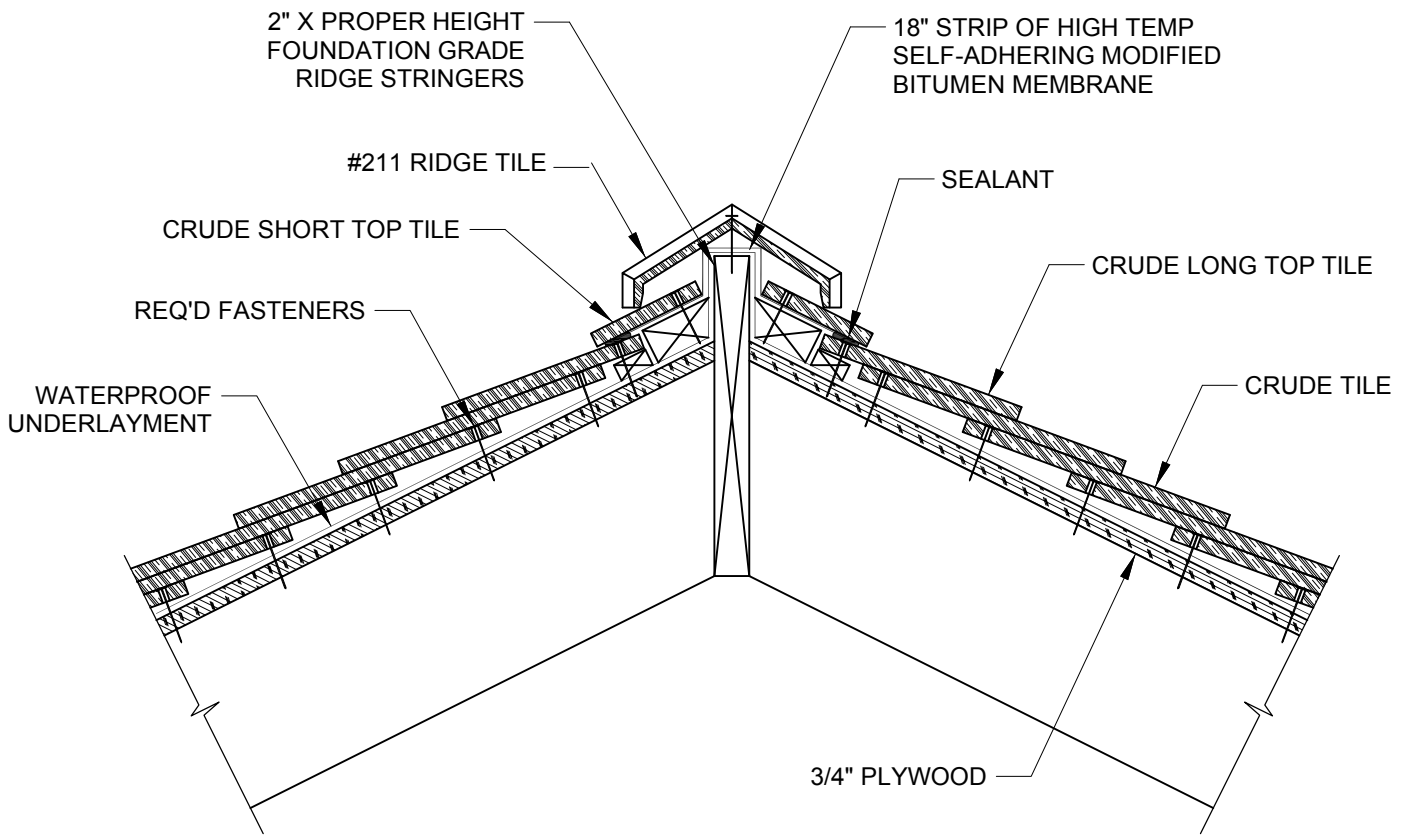 2" X PROPER HEIGHT
FOUNDATION GRADE
RIDGE STRINGERS
18" STRIP OF HIGH TEMP
SELF-ADHERING MODIFIED
BITUMEN MEMBRANE
#211 RIDGE TILE
SEALANT
CRUDE SHORT TOP TILE
CRUDE LONG TOP TILE
REQ'D FASTENERS
CRUDE TILE
WATERPROOF
UNDERLAYMENT
3/4" PLYWOOD